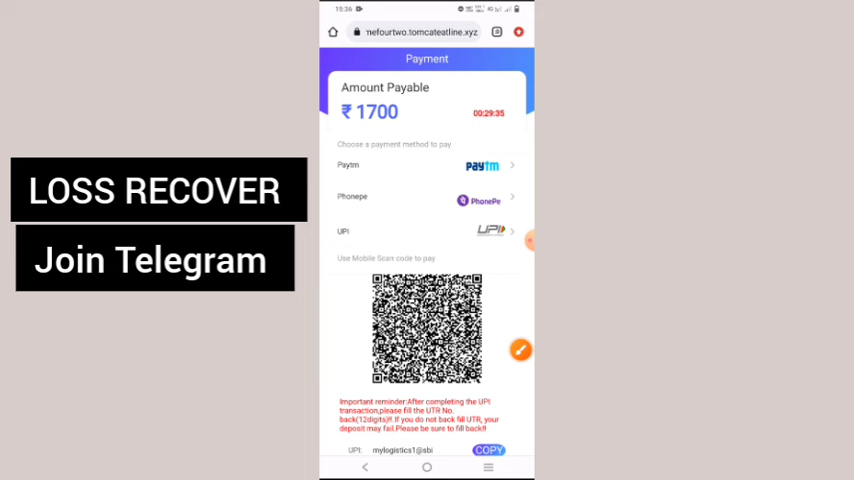 15:36
nefourtwo.tomcateatline.xyz
Payment
Amount Payable
₹ 1700
00:29:35
Choose a payment method to pay
Paytm
paytm
Phonepe
PhonePe
UPI
UPI
Use Mobile Scan code to pay
Important reminder:After completing the UPI
transaction,please fill the UTR No.
back(12digits)!!.If you do not back fill UTR, your
deposit may fail.Please be sure to fill back!!
UPI: mylogistics1@sbi COPY
LOSS RECOVER
Join Telegram